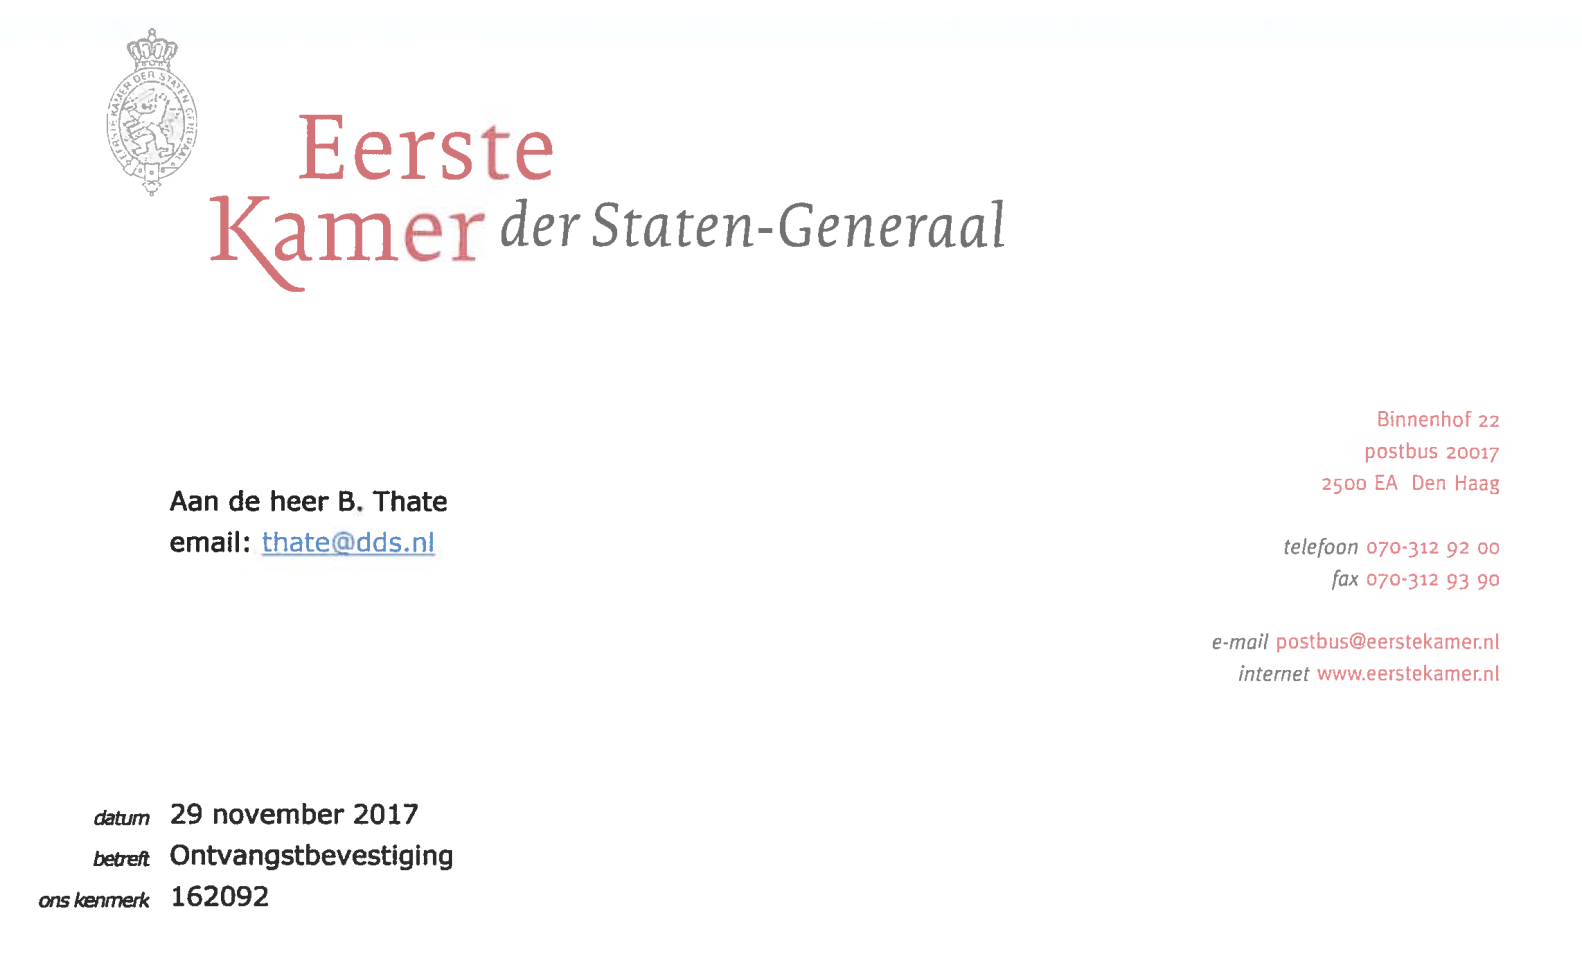 EERSTE KAMER DER STATEN GENERAAL
Eerste
Kamer der Staten-Generaal
Binnenhof 22
postbus 20017
2500 EA Den Haag
Aan de heer B. Thate
email: thate@dds.nl
telefoon 070-312 92 00
fax 070-312 93 90
e-mail postbus@eerstekamer.nl
internet www.eerstekamer.nl
datum 29 november 2017
betreft Ontvangstbevestiging
ons kenmerk 162092